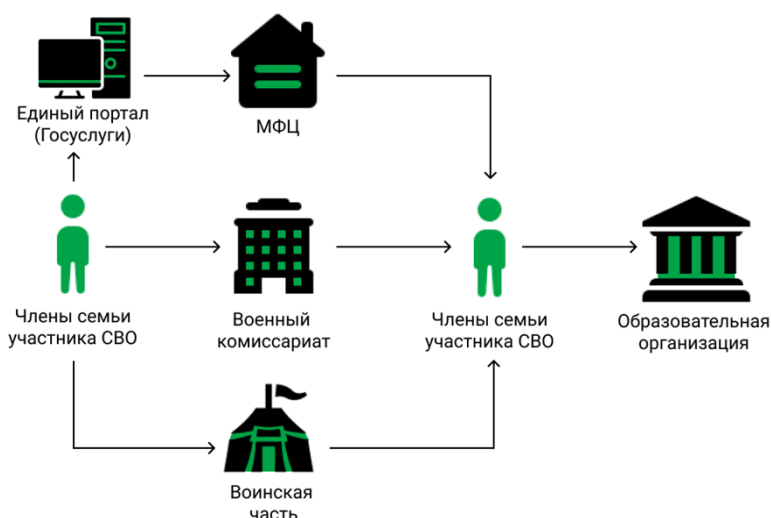 Единый портал
(Госуслуги)
МФЦ
Члены семьи
участника СВО
Военный
комиссариат
Члены семьи
участника СВО
Образовательная
организация
Воинская
часть